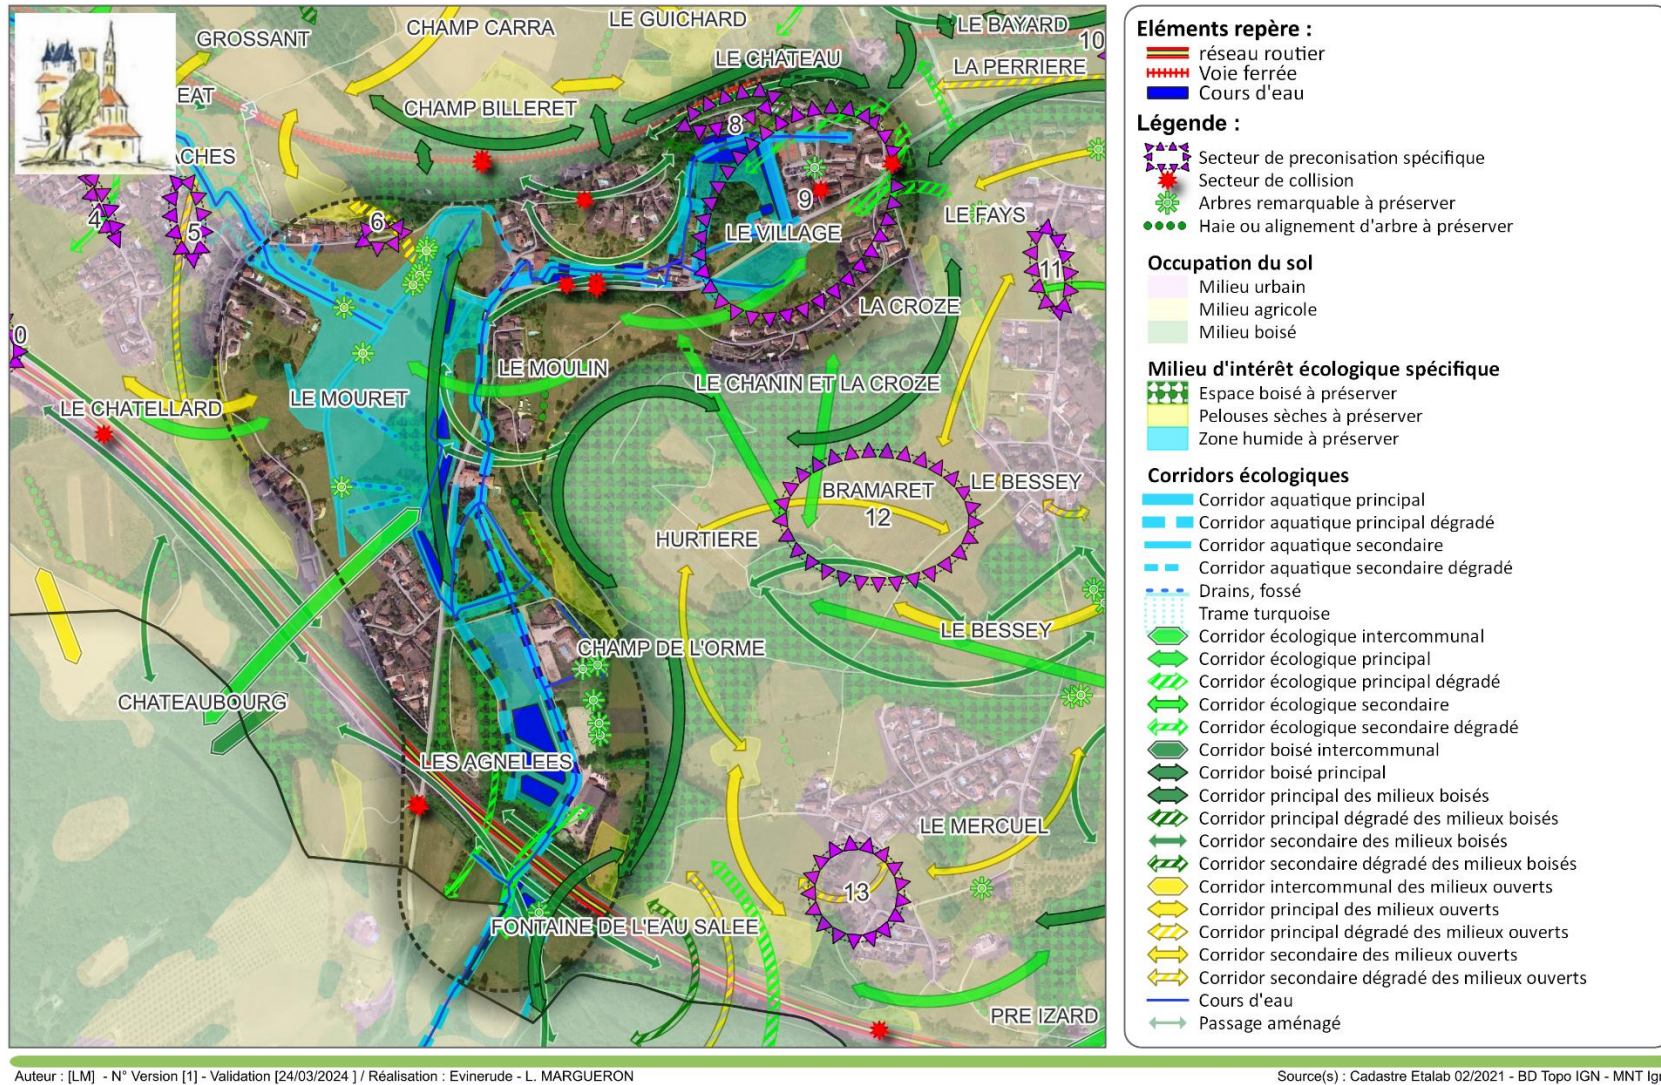 LE GUICHARD
CHAMP CARRA
LE BAYARD
GROSSANT
10
LE CHATEAU
LA PERRIERE
EAT
CHAMP BILLERET
8
ACHES
4
5
6
9
LE FAYS
LE VILLAGE
11
LA CROZE
0
LE MOULIN
LE CHANIN ET LA CROZE
LE MOURET
LE CHATELLARD
BRAMARET
LE BESSEY
12
HURTIERE
LE BESSEY
CHAMP DE L'ORME
CHATEAUBOURG
LES AGNELEES
LE MERCUEL
13
FONTAINE DE L'EAU SALEE
PRE IZARD
Eléments repère :
réseau routier
Voie ferrée
Cours d'eau
Légende :
Secteur de preconisation spécifique
Secteur de collision
Arbres remarquable à préserver
Haie ou alignement d'arbre à préserver
Occupation du sol
Milieu urbain
Milieu agricole
Milieu boisé
Milieu d'intérêt écologique spécifique
Espace boisé à préserver
Pelouses sèches à préserver
Zone humide à préserver
Corridors écologiques
Corridor aquatique principal
Corridor aquatique principal dégradé
Corridor aquatique secondaire
Corridor aquatique secondaire dégradé
Drains, fossé
Trame turquoise
Corridor écologique intercommunal
Corridor écologique principal
Corridor écologique principal dégradé
Corridor écologique secondaire
Corridor écologique secondaire dégradé
Corridor boisé intercommunal
Corridor boisé principal
Corridor principal des milieux boisés
Corridor principal dégradé des milieux boisés
Corridor secondaire des milieux boisés
Corridor secondaire dégradé des milieux boisés
Corridor intercommunal des milieux ouverts
Corridor principal des milieux ouverts
Corridor principal dégradé des milieux ouverts
Corridor secondaire des milieux ouverts
Corridor secondaire dégradé des milieux ouverts
Cours d'eau
Passage aménagé
Auteur : [LM] - N° Version [1] - Validation [24/03/2024 ] / Réalisation : Evinerude - L. MARGUERON
Source(s) : Cadastre Etalab 02/2021 - BD Topo IGN - MNT Ign